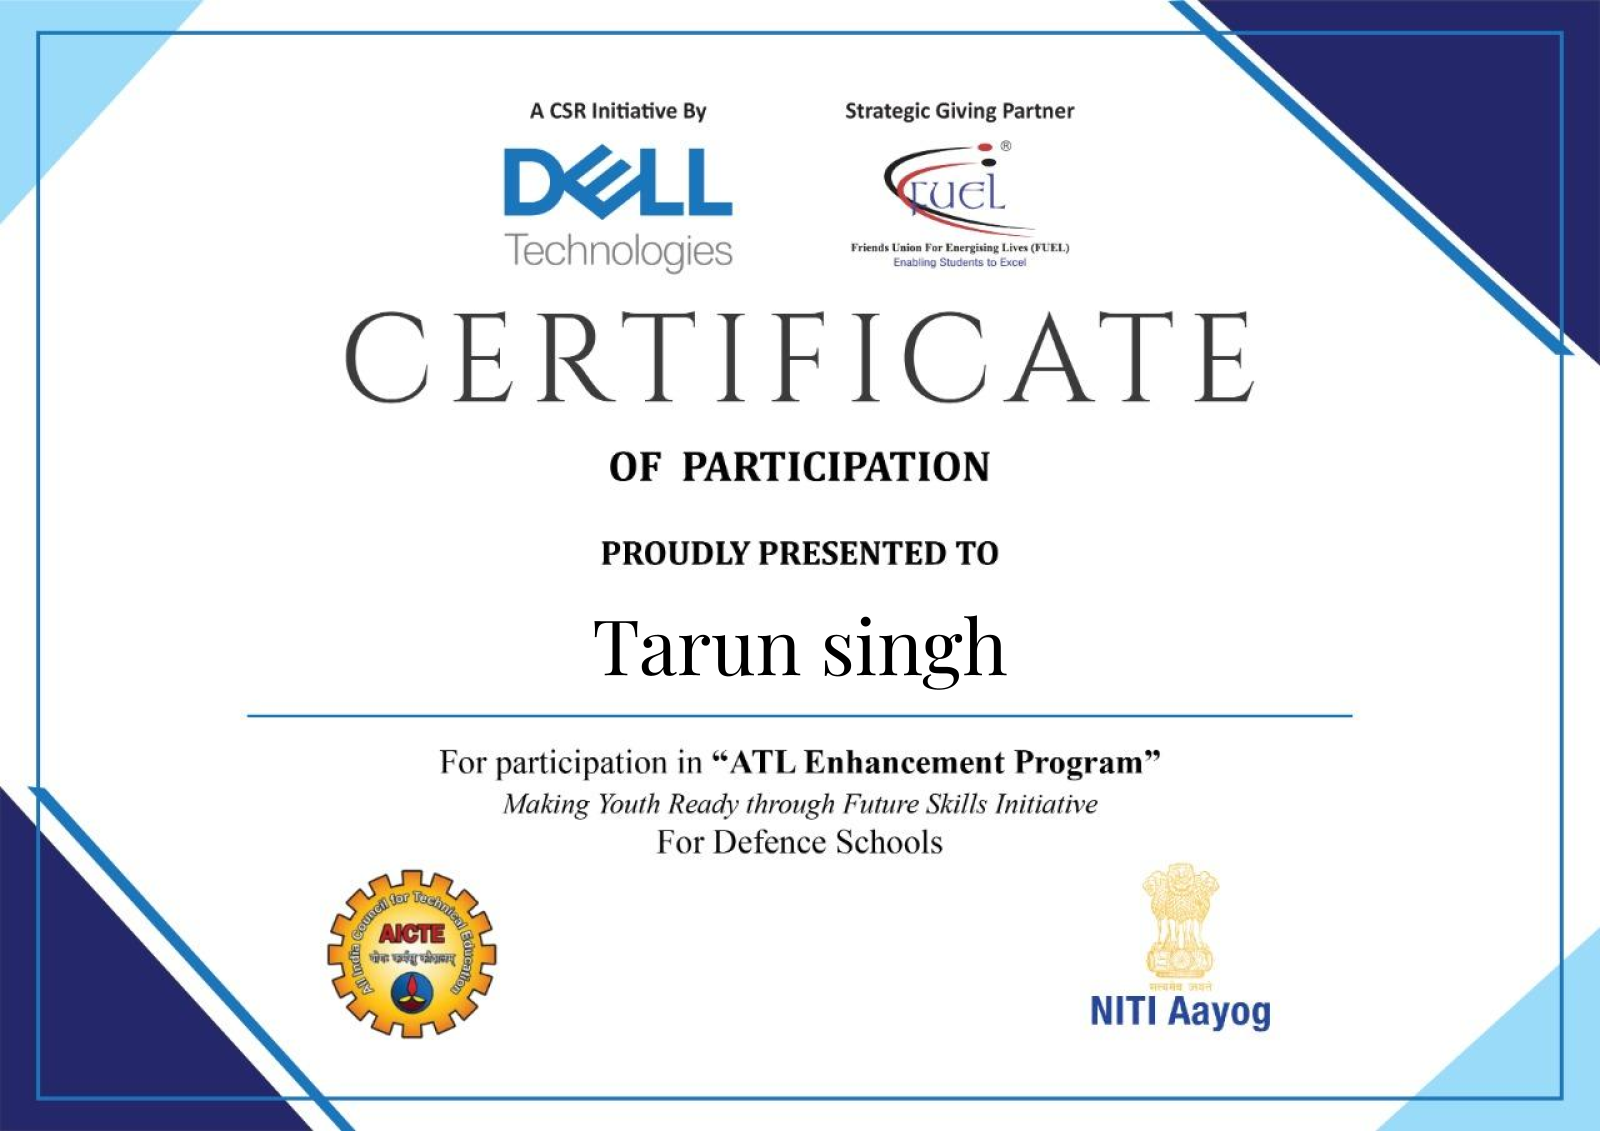 A CSR Initiative By
DELL
Technologies
Strategic Giving Partner
FUEL ®
Friends Union For Energising Lives (FUEL)
Enabling Students to Excel
CERTIFICATE
OF PARTICIPATION
PROUDLY PRESENTED TO
Tarun singh
For participation in “ATL Enhancement Program”
Making Youth Ready through Future Skills Initiative
For Defence Schools
All India Council for Technical Education
AICTE
योगः कर्मसु कौशलम्
सत्यमेव जयते
NITI Aayog